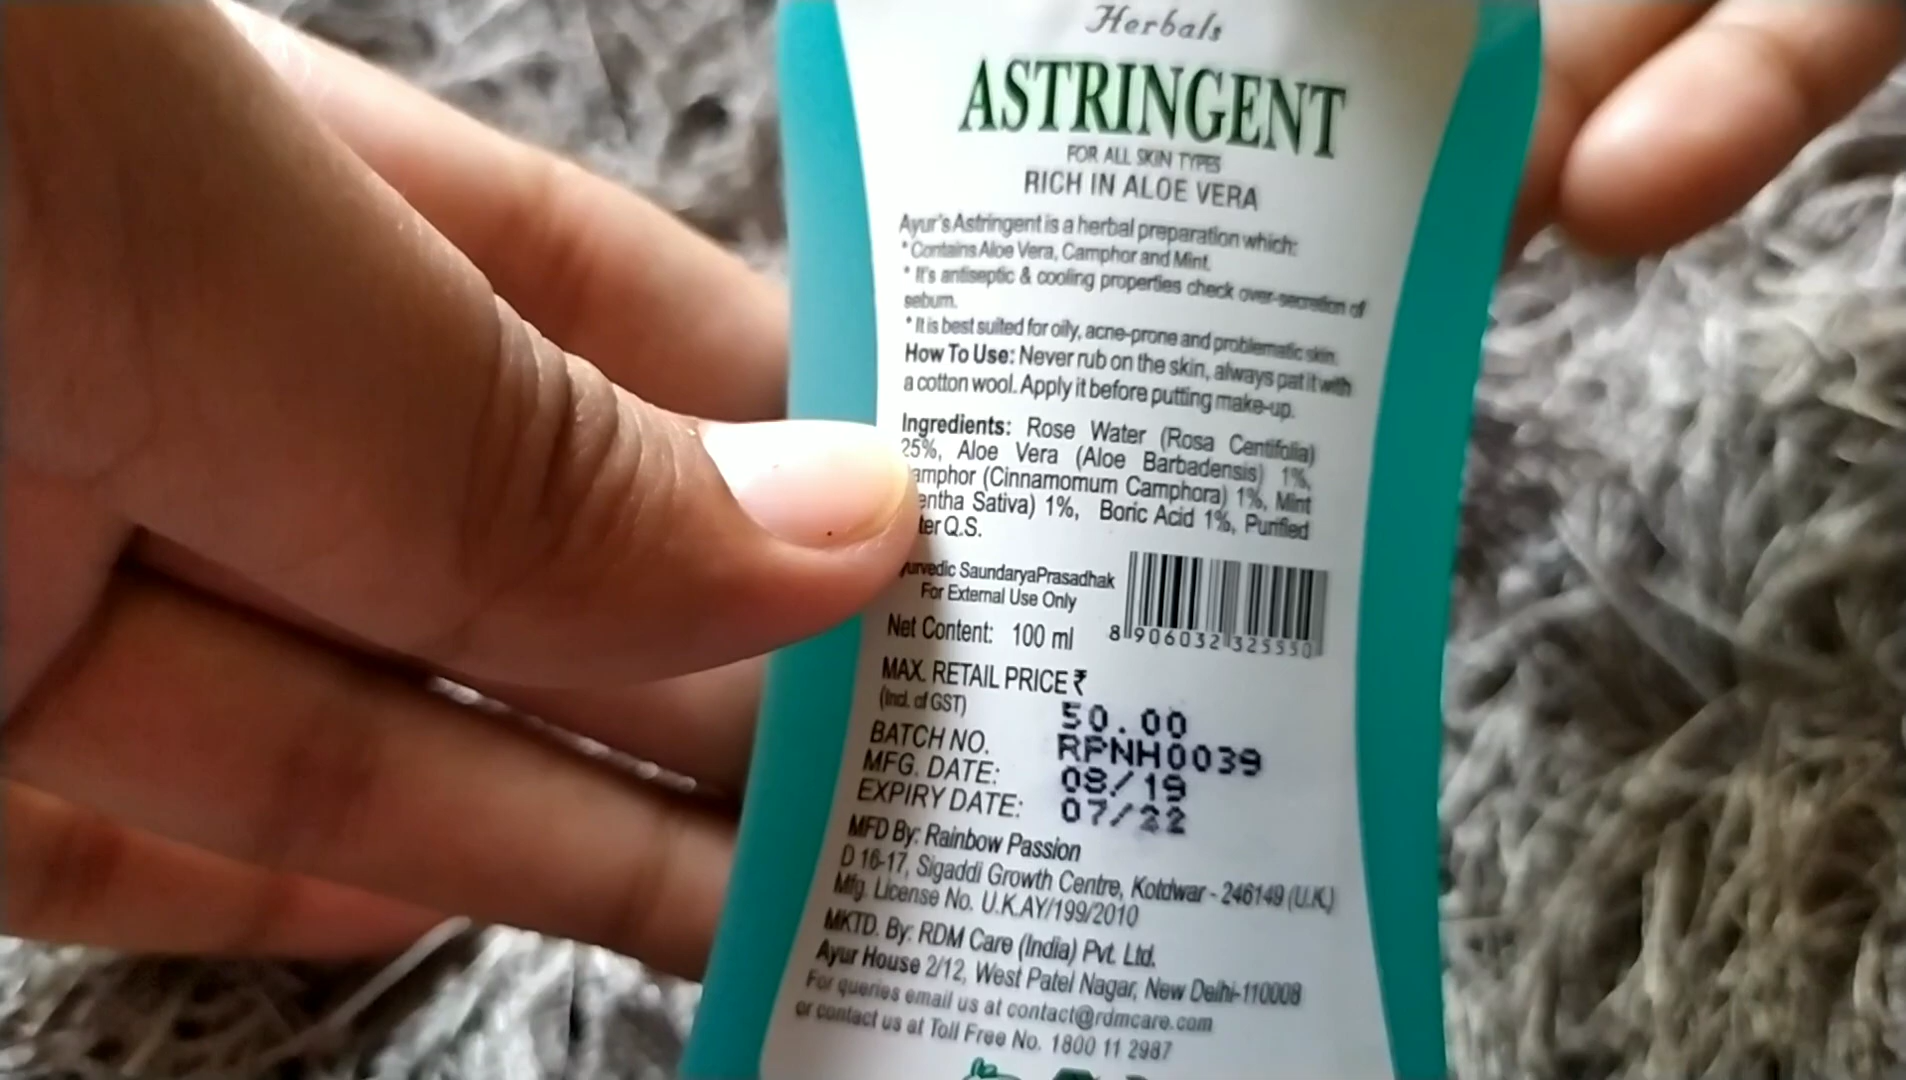 Herbals
ASTRINGENT
FOR ALL SKIN TYPES
RICH IN ALOE VERA
Ayur's Astringent is a herbal preparation which:
* Contains Aloe Vera, Camphor and Mint.
* It's antiseptic & cooling properties check over-secretion of
sebum.
* It is best suited for oily, acne-prone and problematic skin.
How To Use: Never rub on the skin, always pat it with
a cotton wool. Apply it before putting make-up.
Ingredients: Rose Water (Rosa Centifolia)
25%, Aloe Vera (Aloe Barbadensis) 1%,
amphor (Cinnamomum Camphora) 1%, Mint
entha Sativa) 1%, Boric Acid 1%, Purified
ter Q.S.
yurvedic SaundaryaPrasadhak
For External Use Only
Net Content: 100 ml
8 906032 325550
MAX. RETAIL PRICE ₹
(Incl. of GST)
50.00
BATCH NO. RPNH0039
MFG. DATE: 08/19
EXPIRY DATE: 07/22
MFD By: Rainbow Passion
D 16-17, Sigaddi Growth Centre, Kotdwar - 246149 (U.K.)
Mfg. License No. U.K.AY/199/2010
MKTD. By: RDM Care (India) Pvt. Ltd.
Ayur House 2/12, West Patel Nagar, New Delhi-110008
For queries email us at contact@rdmcare.com
or contact us at Toll Free No. 1800 11 2987